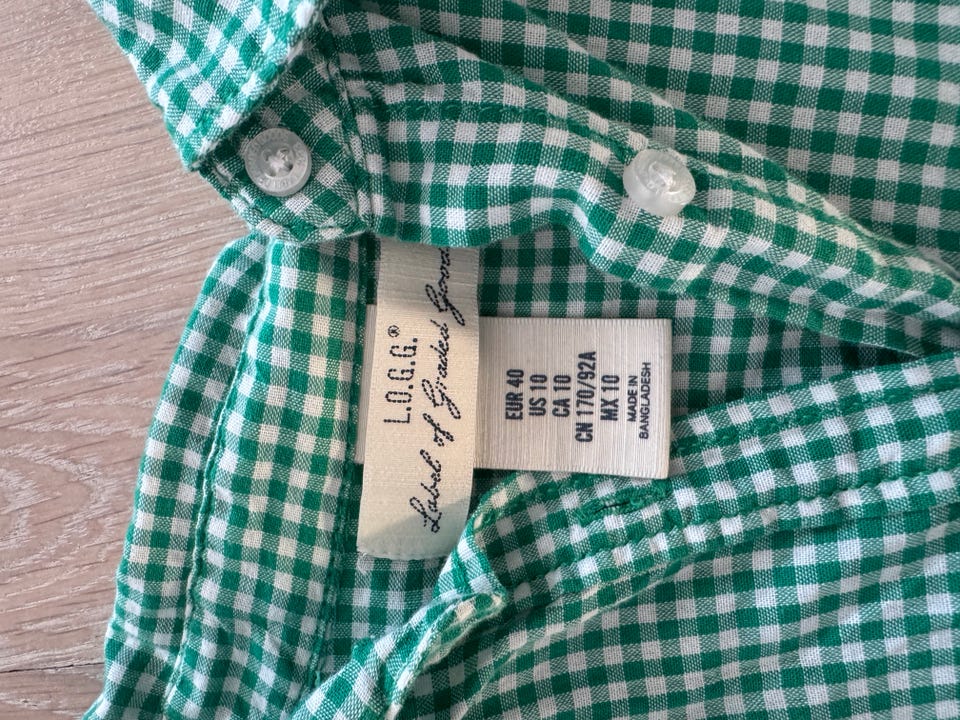 L.O.G.G.®
Label of Graded Goods
EUR 40
US 10
CA 10
CN 170/92A
MX 10
MADE IN
BANGLADESH